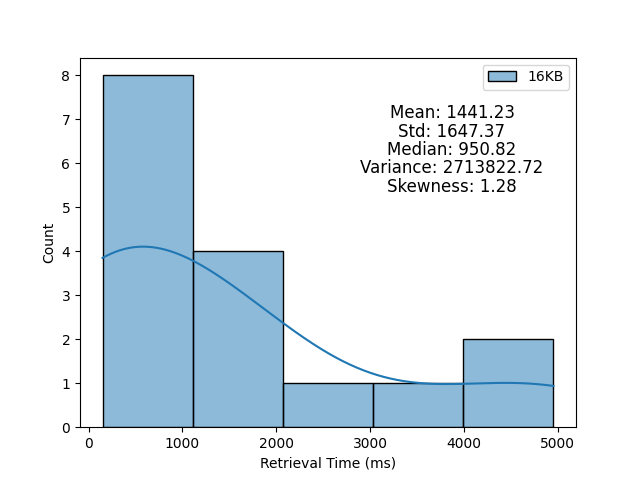 16KB
Mean: 1441.23
Std: 1647.37
Median: 950.82
Variance: 2713822.72
Skewness: 1.28
8
7
6
5
4
3
2
1
0
Count
0 1000 2000 3000 4000 5000
Retrieval Time (ms)